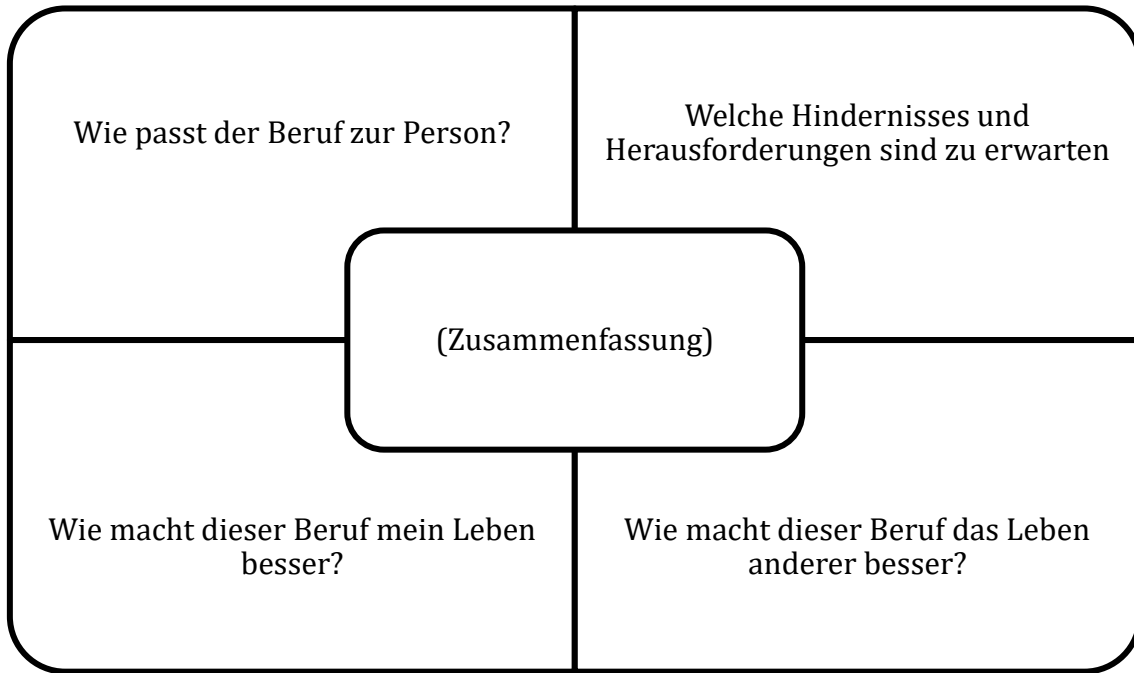 Wie passt der Beruf zur Person?
Welche Hindernisses und
Herausforderungen sind zu erwarten
(Zusammenfassung)
Wie macht dieser Beruf mein Leben
besser?
Wie macht dieser Beruf das Leben
anderer besser?